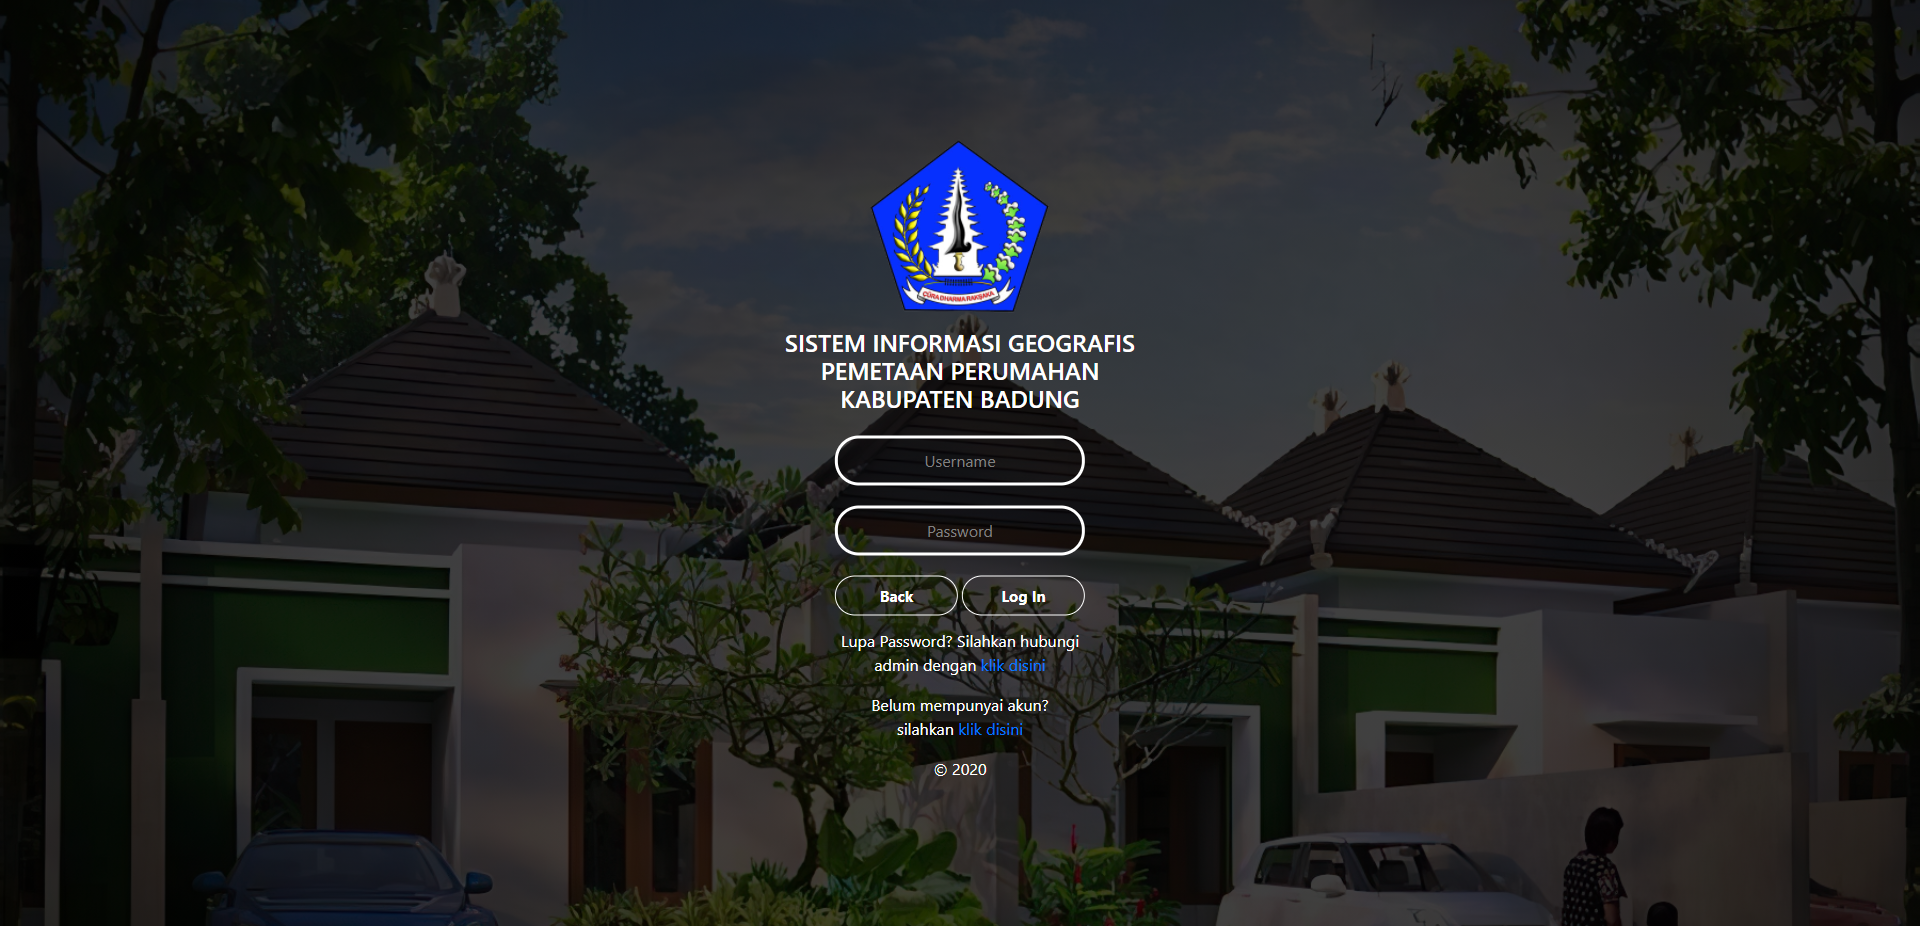 CURA DHARMA RAKSAKA
SISTEM INFORMASI GEOGRAFIS
PEMETAAN PERUMAHAN
KABUPATEN BADUNG
Username
Password
Back Log In
Lupa Password? Silahkan hubungi
admin dengan klik disini
Belum mempunyai akun?
silahkan klik disini
© 2020